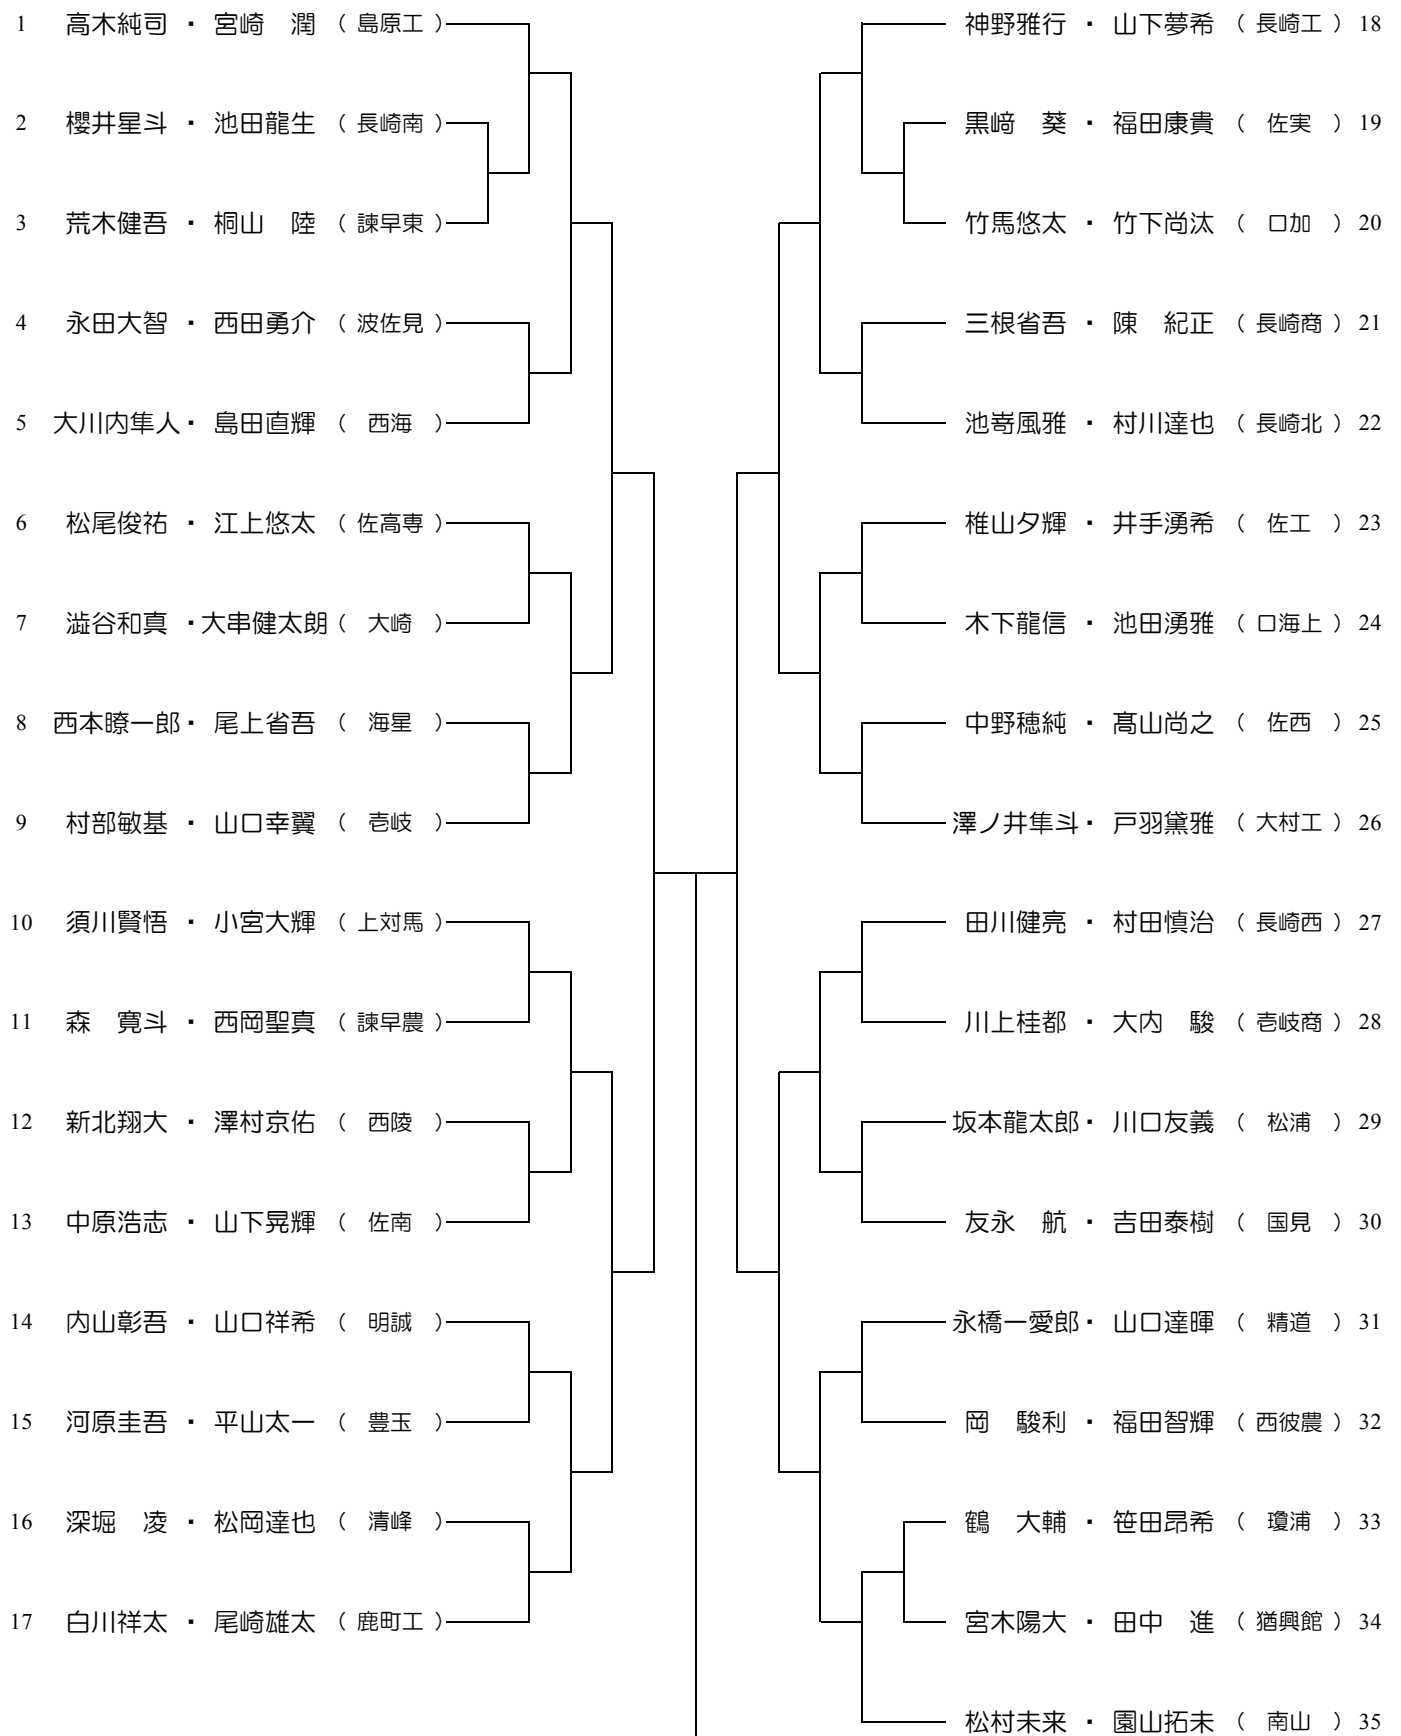 1 高木純司 ・ 宮崎　潤 （ 島原工 ）
2 櫻井星斗 ・ 池田龍生 （ 長崎南 ）
3 荒木健吾 ・ 桐山　陸 （ 諫早東 ）
4 永田大智 ・ 西田勇介 （ 波佐見 ）
5 大川内隼人・ 島田直輝 （ 西海 ）
6 松尾俊祐 ・ 江上悠太 （ 佐高専 ）
7 澁谷和真 ・大串健太朗 （ 大崎 ）
8 西本瞭一郎・ 尾上省吾 （ 海星 ）
9 村部敏基 ・ 山口幸翼 （ 壱岐 ）
10 須川賢悟 ・ 小宮大輝 （ 上対馬 ）
11 森　寛斗 ・ 西岡聖真 （ 諫早農 ）
12 新北翔大 ・ 澤村京佑 （ 西陵 ）
13 中原浩志 ・ 山下晃輝 （ 佐南 ）
14 内山彰吾 ・ 山口祥希 （ 明誠 ）
15 河原圭吾 ・ 平山太一 （ 豊玉 ）
16 深堀　凌 ・ 松岡達也 （ 清峰 ）
17 白川祥太 ・ 尾崎雄太 （ 鹿町工 ）
神野雅行 ・ 山下夢希 （ 長崎工 ） 18
黒﨑　葵 ・ 福田康貴 （ 佐実 ） 19
竹馬悠太 ・ 竹下尚汰 （ 口加 ） 20
三根省吾 ・ 陳　紀正 （ 長崎商 ） 21
池嵜風雅 ・ 村川達也 （ 長崎北 ） 22
椎山夕輝 ・ 井手湧希 （ 佐工 ） 23
木下龍信 ・ 池田湧雅 （ 口海上 ） 24
中野穂純 ・ 髙山尚之 （ 佐西 ） 25
澤ノ井隼斗・ 戸羽黛雅 （ 大村工 ） 26
田川健亮 ・ 村田慎治 （ 長崎西 ） 27
川上桂都 ・ 大内　駿 （ 壱岐商 ） 28
坂本龍太郎・ 川口友義 （ 松浦 ） 29
友永　航 ・ 吉田泰樹 （ 国見 ） 30
永橋一愛郎・ 山口達暉 （ 精道 ） 31
岡　駿利 ・ 福田智輝 （ 西彼農 ） 32
鶴　大輔 ・ 笹田昂希 （ 瓊浦 ） 33
宮木陽大 ・ 田中　進 （ 猶興館 ） 34
松村未来 ・ 園山拓未 （ 南山 ） 35